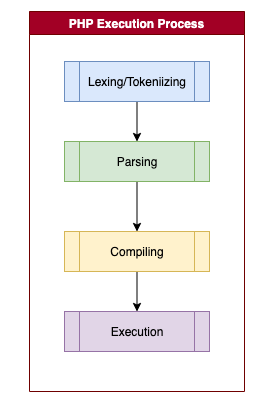 PHP Execution Process
Lexing/Tokeniizing
Parsing
Compiling
Execution